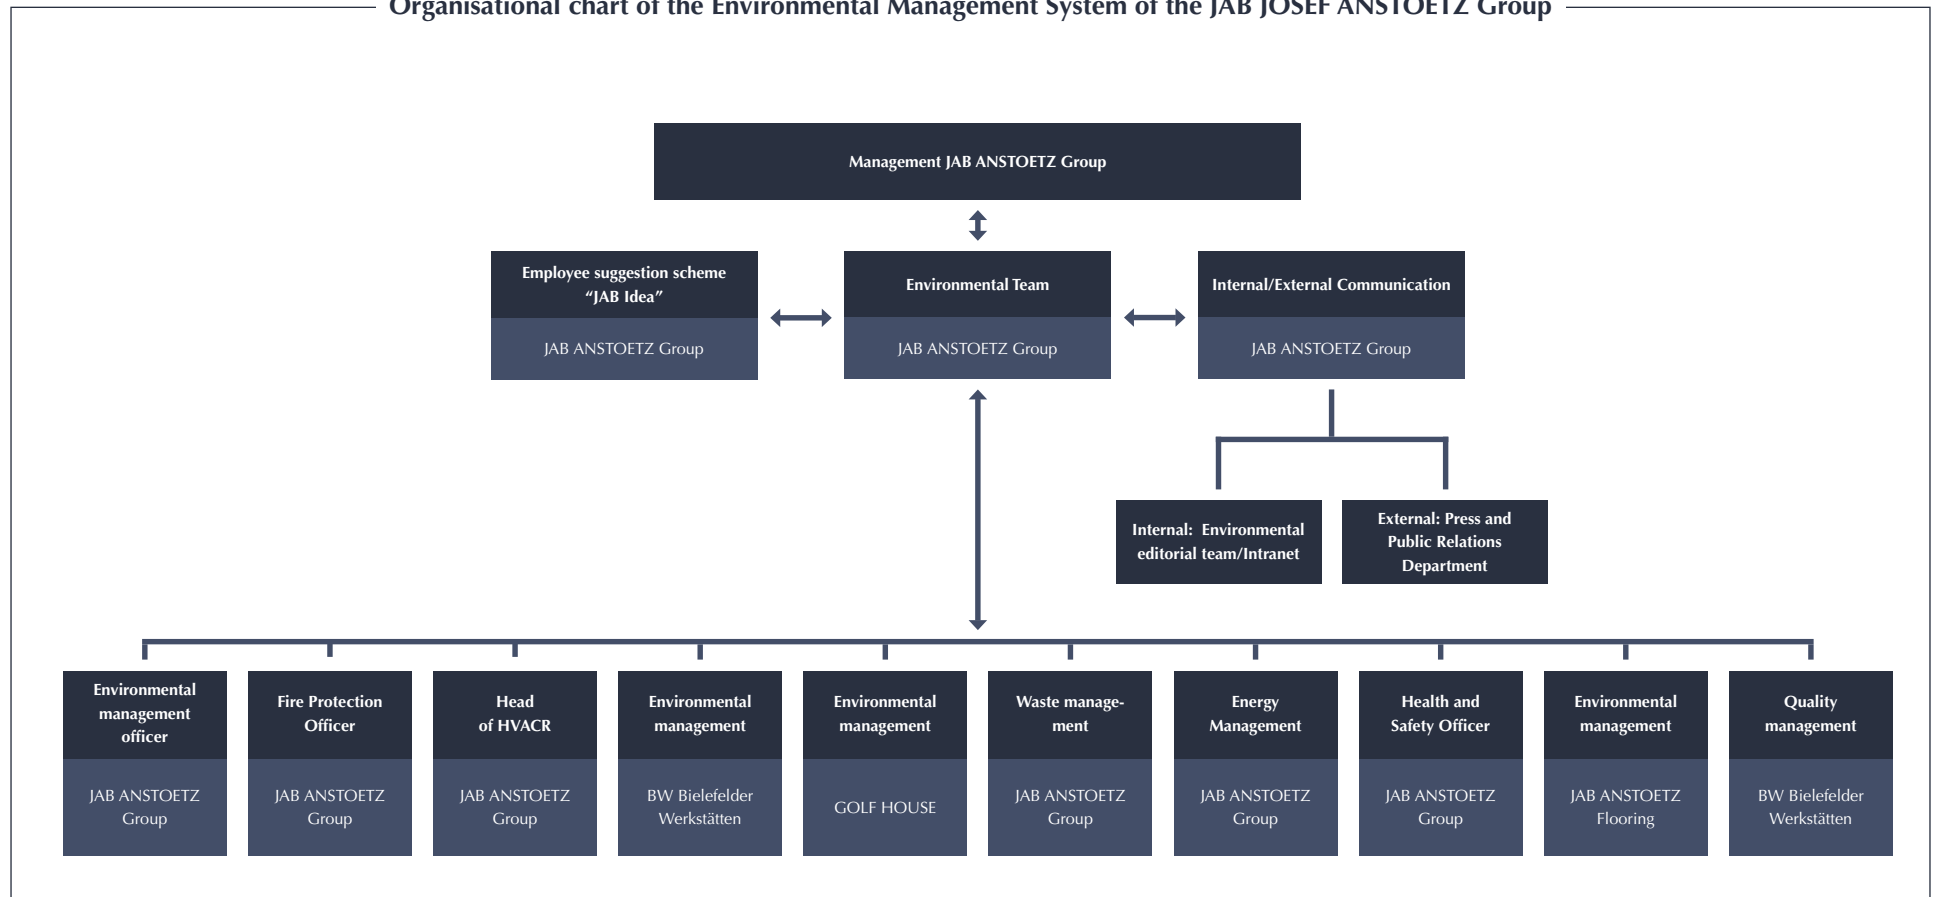 Organisational chart of the Environmental Management System of the JAB JOSEF ANSTOETZ Group
Management JAB ANSTOETZ Group
Employee suggestion scheme
“JAB Idea”
JAB ANSTOETZ Group
Environmental Team
JAB ANSTOETZ Group
Internal/External Communication
JAB ANSTOETZ Group
Internal: Environmental
editorial team/Intranet
External: Press and
Public Relations
Department
Environmental
management
officer
JAB ANSTOETZ
Group
Fire Protection
Officer
JAB ANSTOETZ
Group
Head
of HVACR
JAB ANSTOETZ
Group
Environmental
management
BW Bielefelder
Werkstätten
Environmental
management
GOLF HOUSE
Waste manage-
ment
JAB ANSTOETZ
Group
Energy
Management
JAB ANSTOETZ
Group
Health and
Safety Officer
JAB ANSTOETZ
Group
Environmental
management
JAB ANSTOETZ
Flooring
Quality
management
BW Bielefelder
Werkstätten